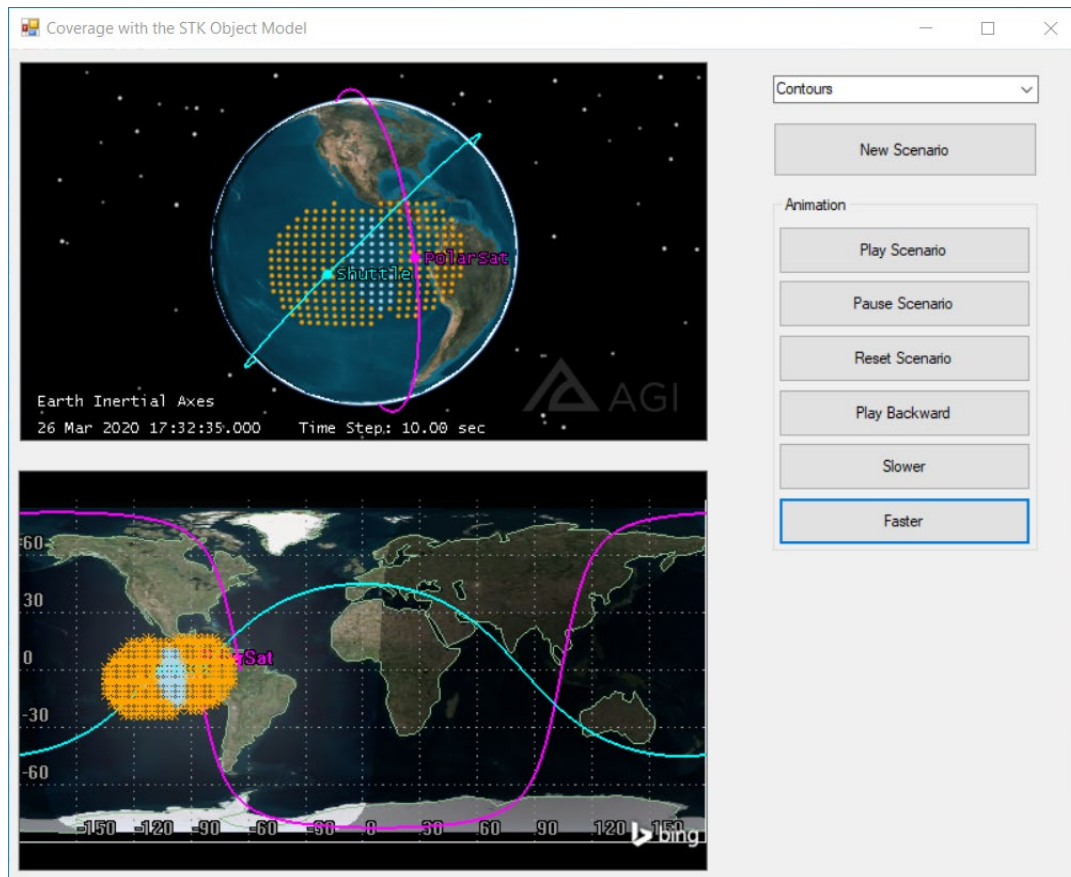 Coverage with the STK Object Model
Contours
New Scenario
Animation
Play Scenario
Pause Scenario
Reset Scenario
Play Backward
Slower
Faster
PolarSat
Shuttle
AGI
Earth Inertial Axes
26 Mar 2020 17:32:35.000 Time Step: 10.00 sec
60
30
0
Sat
-30
-60
-150 -120 -90 -60 -30 0 30 60 90 120 150
bing